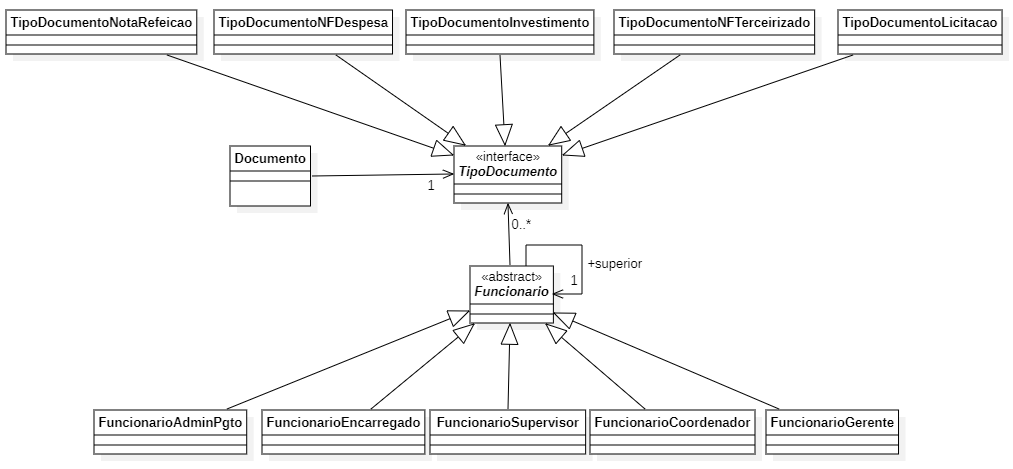 TipoDocumentoNotaRefeicao
TipoDocumentoNFDespesa
TipoDocumentoInvestimento
TipoDocumentoNFTerceirizado
TipoDocumentoLicitacao
Documento
1
«interface»
TipoDocumento
0..*
+superior
1
«abstract»
Funcionario
FuncionarioAdminPgto
FuncionarioEncarregado
FuncionarioSupervisor
FuncionarioCoordenador
FuncionarioGerente